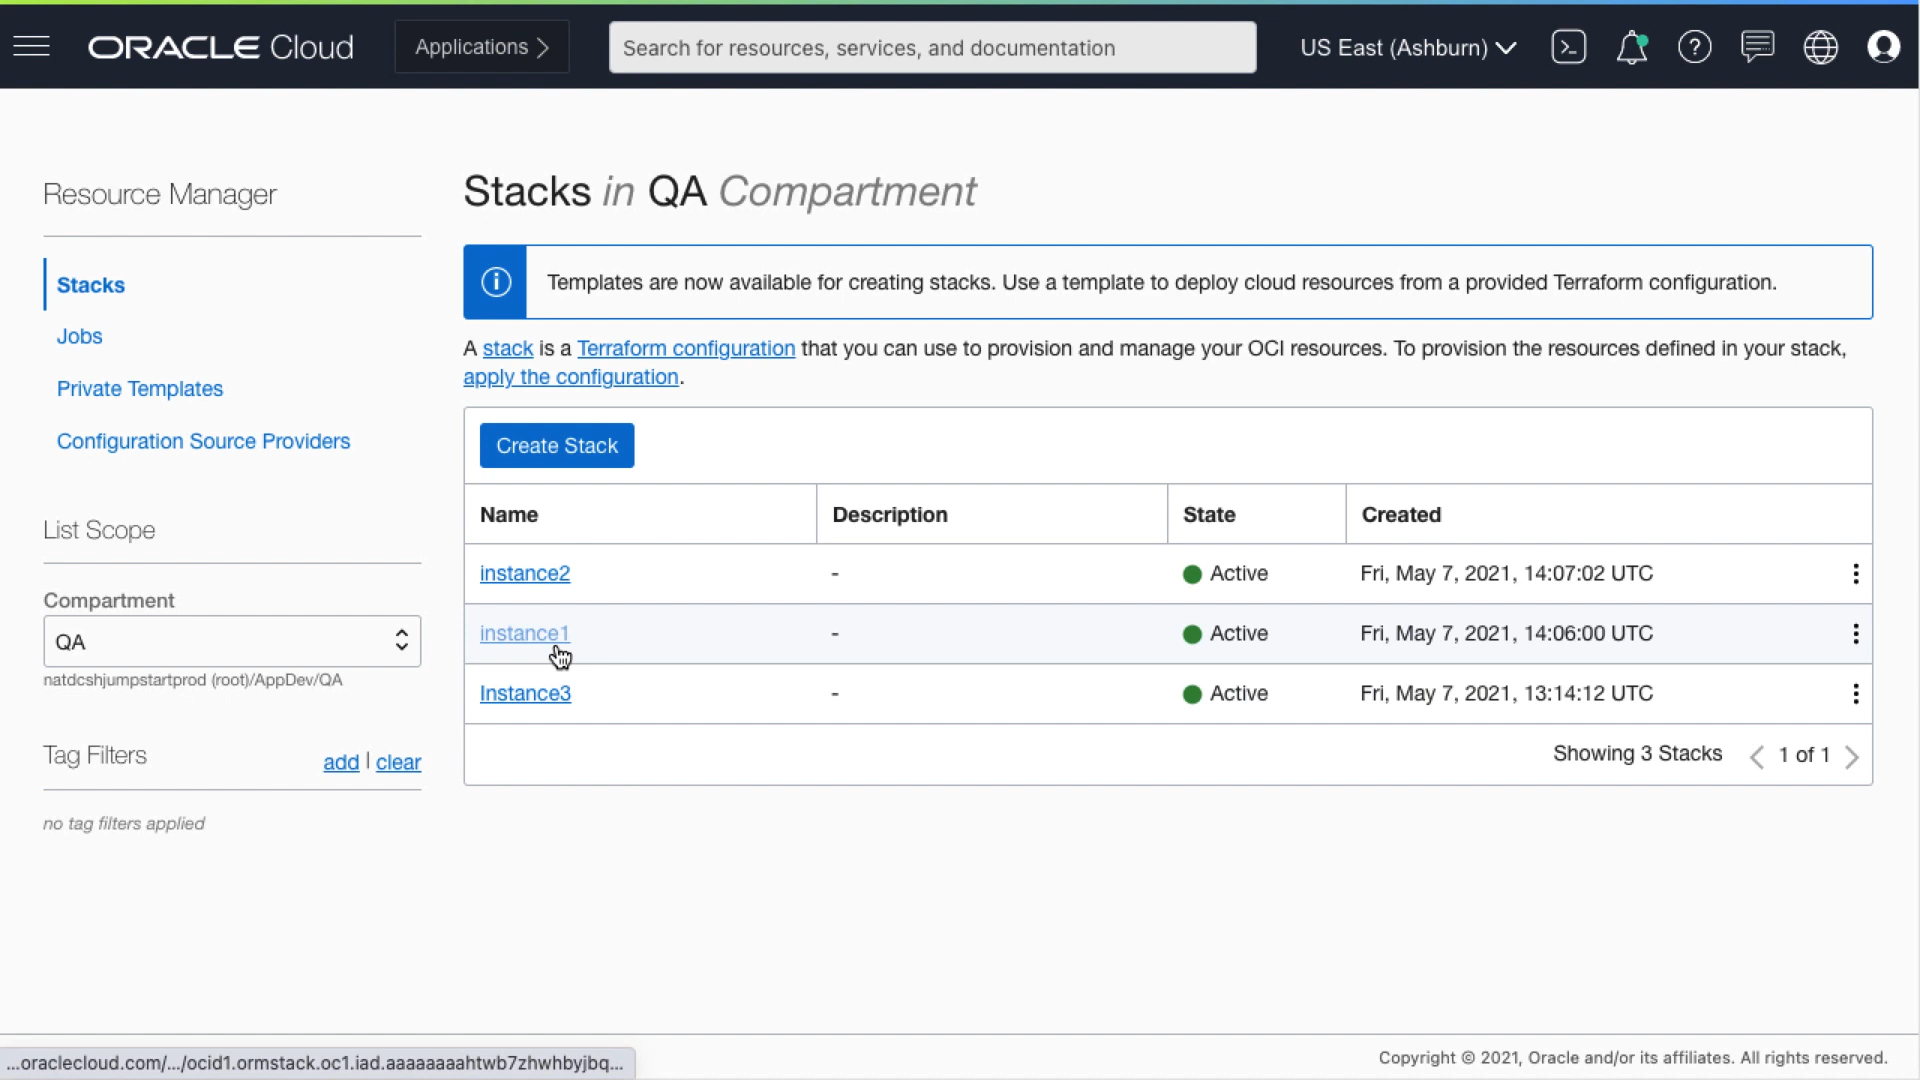 ORACLE Cloud
Applications
Search for resources, services, and documentation
US East (Ashburn)
Resource Manager
Stacks
Jobs
Private Templates
Configuration Source Providers
List Scope
Compartment
QA
natdcshjumpstartprod (root)/AppDev/QA
Tag Filters
add | clear
no tag filters applied
Stacks in QA Compartment
Templates are now available for creating stacks. Use a template to deploy cloud resources from a provided Terraform configuration.
A stack is a Terraform configuration that you can use to provision and manage your OCI resources. To provision the resources defined in your stack,
apply the configuration.
Create Stack
Name Description State Created
instance2 - Active Fri, May 7, 2021, 14:07:02 UTC
instance1 - Active Fri, May 7, 2021, 14:06:00 UTC
Instance3 - Active Fri, May 7, 2021, 13:14:12 UTC
Showing 3 Stacks 1 of 1
...oraclecloud.com/.../ocid1.ormstack.oc1.iad.aaaaaaaahtwb7zhwhbyjbq...
Copyright © 2021, Oracle and/or its affiliates. All rights reserved.